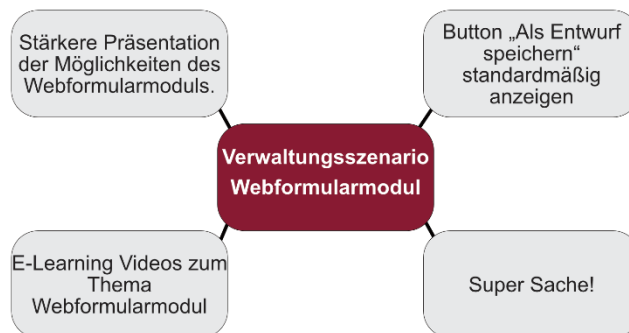 Stärkere Präsentation
der Möglichkeiten des
Webformularmoduls.
Button „Als Entwurf
speichern“
standardmäßig
anzeigen
Verwaltungsszenario
Webformularmodul
E-Learning Videos zum
Thema
Webformularmodul
Super Sache!